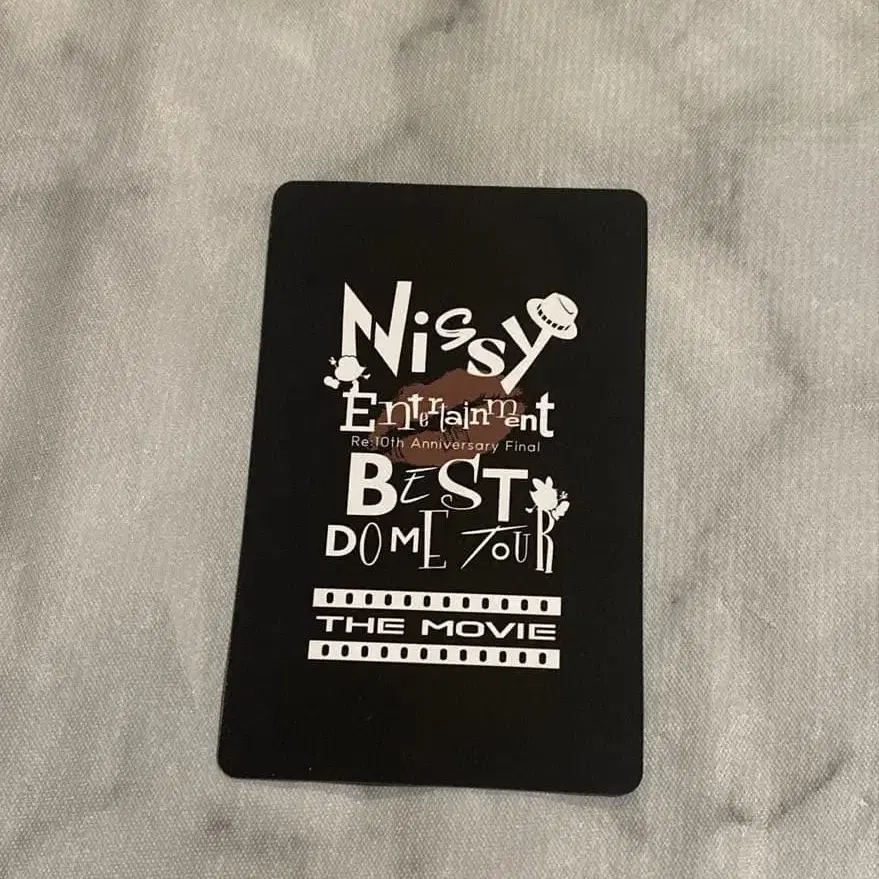 Nissy
Entertainment
Re:10th Anniversary Final
BEST
DOME TOUR
THE MOVIE